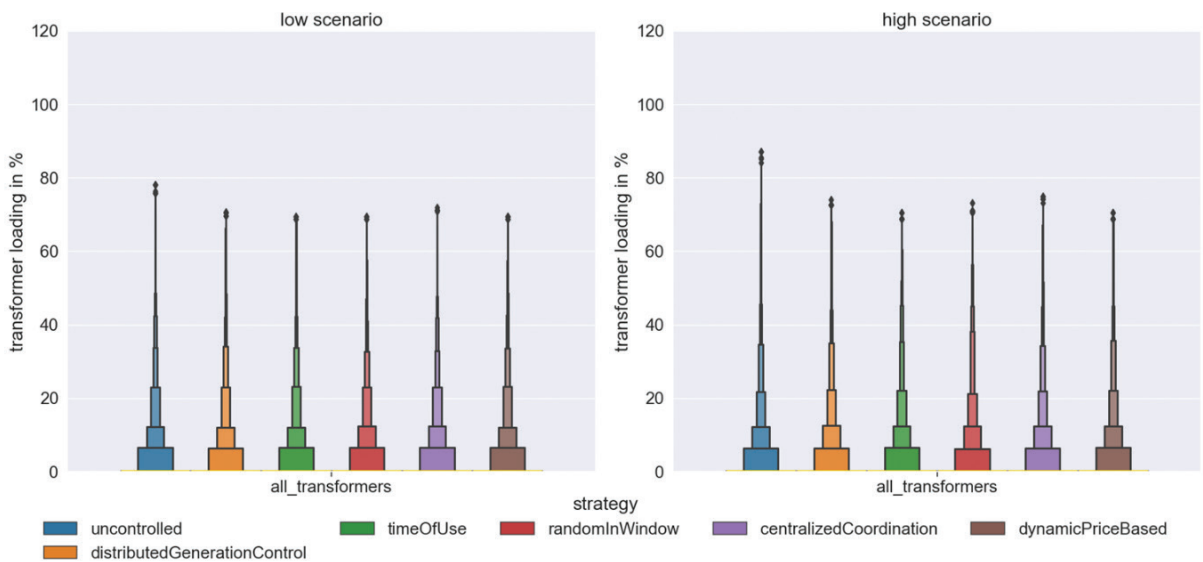 low scenario
120
100
80
60
40
20
0
transformer loading in %
all_transformers
high scenario
120
100
80
60
40
20
0
transformer loading in %
all_transformers
strategy
uncontrolled timeOfUse randomInWindow centralizedCoordination dynamicPriceBased
distributedGenerationControl